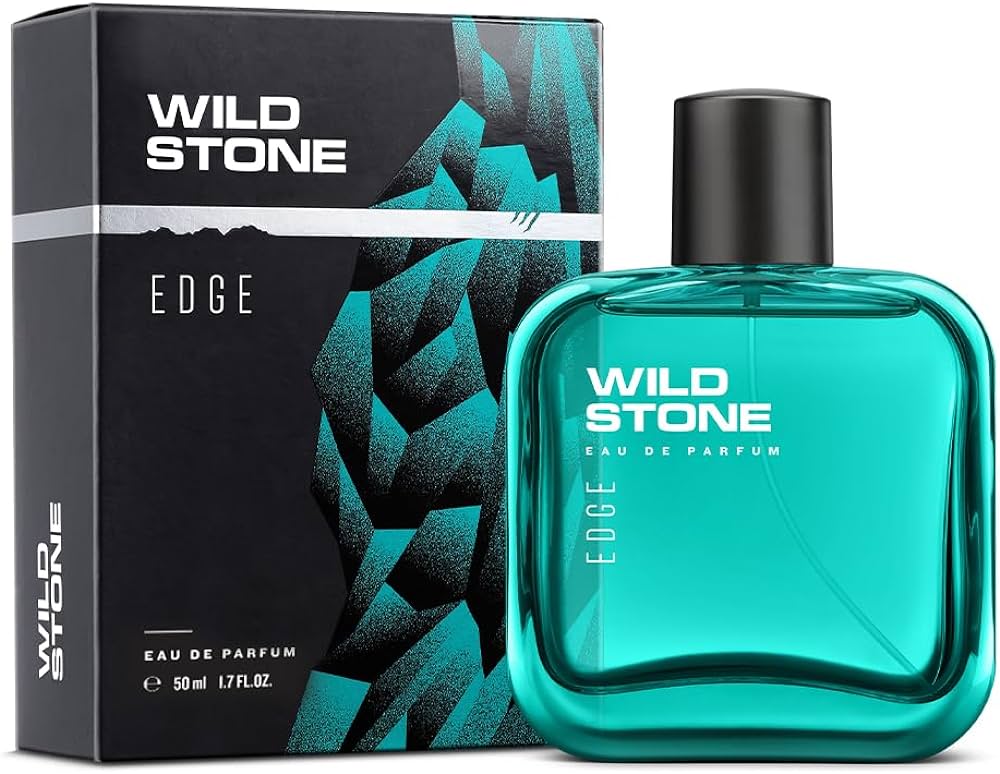 WILD
STONE
EDGE
EAU DE PARFUM
℮ 50 ml 1.7 FL.OZ.
WILD
STONE
WILD
STONE
EAU DE PARFUM
EDGE